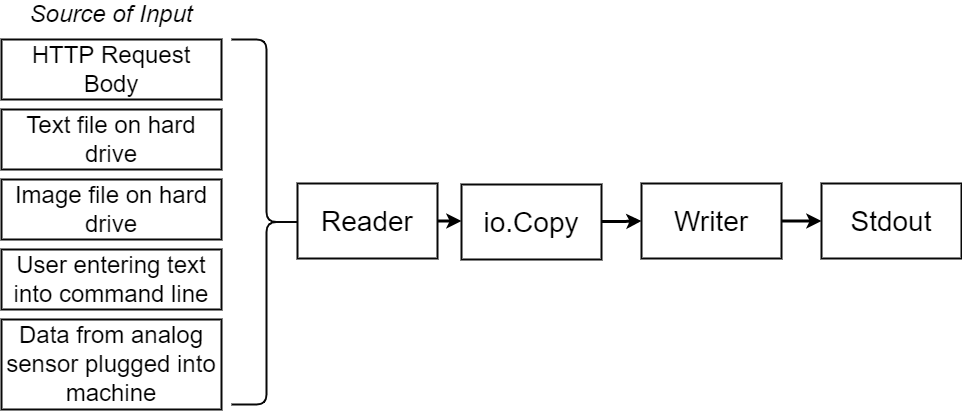 Source of Input
HTTP Request
Body
Text file on hard
drive
Image file on hard
drive
User entering text
into command line
Data from analog
sensor plugged into
machine
Reader
io.Copy
Writer
Stdout